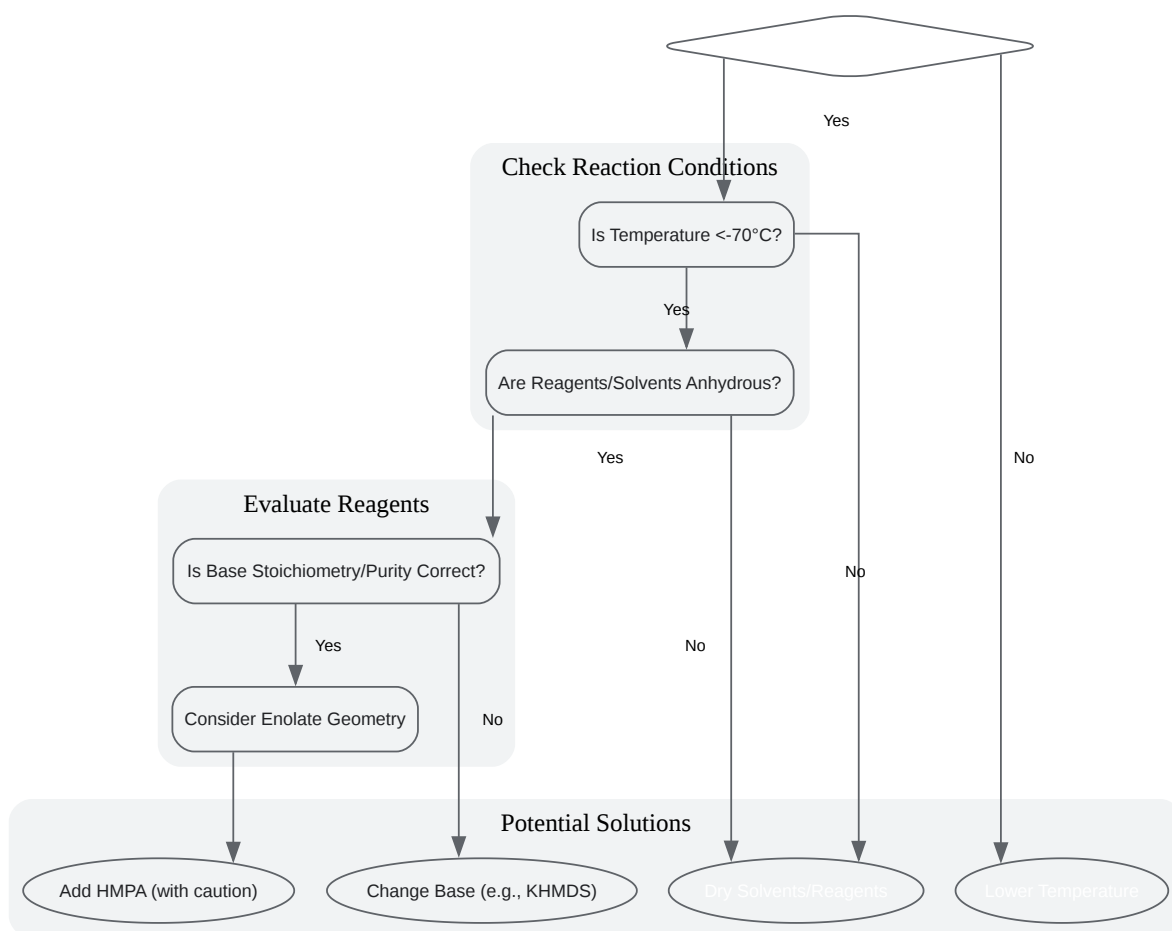 Yes
Check Reaction Conditions
Is Temperature <-70°C?
Yes
Are Reagents/Solvents Anhydrous?
Yes
No
Evaluate Reagents
Is Base Stoichiometry/Purity Correct?
No
Yes
No
Consider Enolate Geometry
No
Potential Solutions
Add HMPA (with caution)
Change Base (e.g., KHMDS)
Dry Solvents/Reagents
Lower Temperature